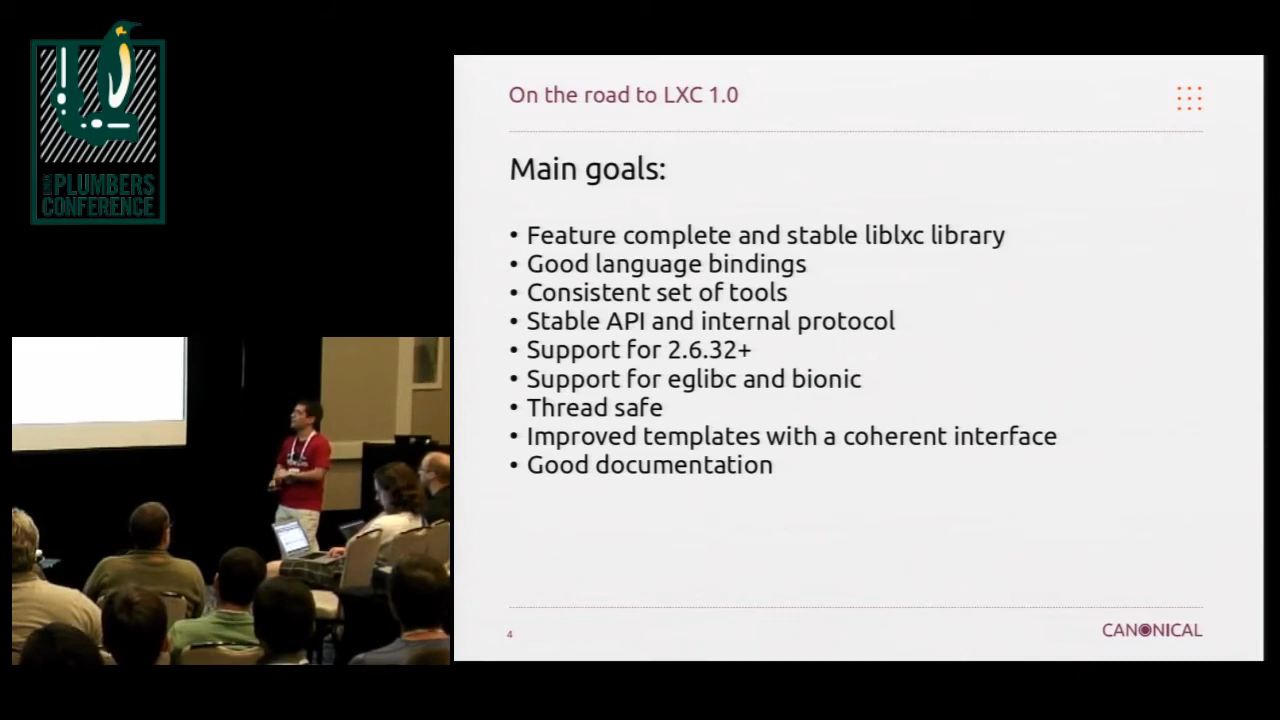 PLUMBERS
CONFERENCE
On the road to LXC 1.0
Main goals:
• Feature complete and stable liblxc library
• Good language bindings
• Consistent set of tools
• Stable API and internal protocol
• Support for 2.6.32+
• Support for eglibc and bionic
• Thread safe
• Improved templates with a coherent interface
• Good documentation
4
CANONICAL